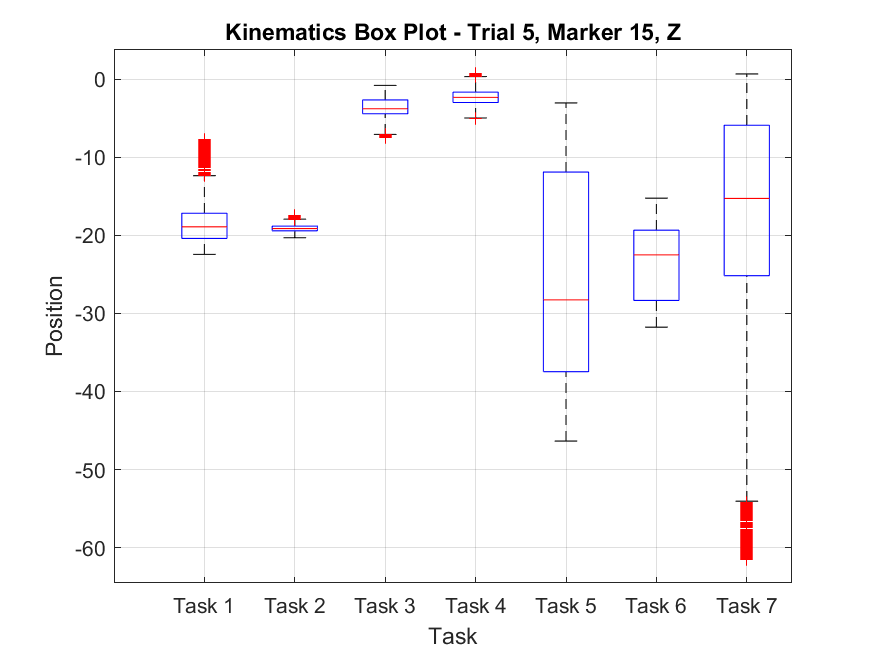 Kinematics Box Plot - Trial 5, Marker 15, Z
0
-10
-20
-30
-40
-50
-60
Position
Task 1 Task 2 Task 3 Task 4 Task 5 Task 6 Task 7
Task